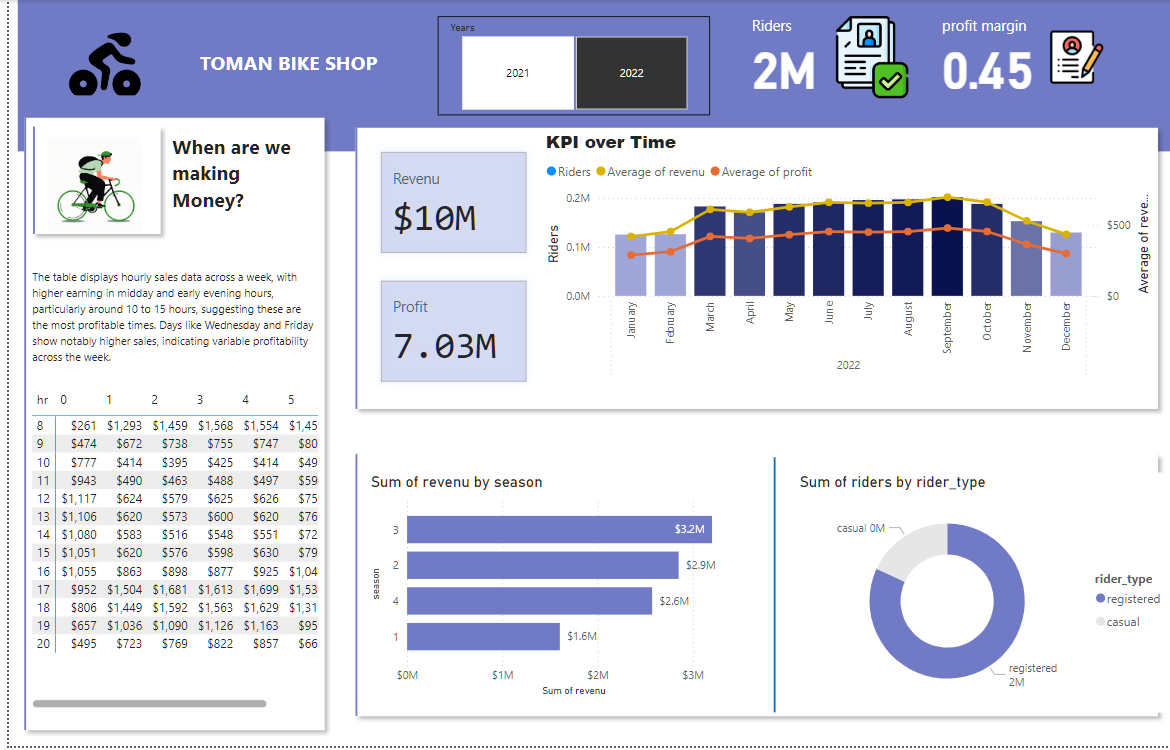 TOMAN BIKE SHOP
Years
2021
2022
Riders
2M
profit margin
0.45
When are we
making
Money?
The table displays hourly sales data across a week, with
higher earning in midday and early evening hours,
particularly around 10 to 15 hours, suggesting these are
the most profitable times. Days like Wednesday and Friday
show notably higher sales, indicating variable profitability
across the week.
hr 0 1 2 3 4 5
8 $261 $1,293 $1,459 $1,568 $1,554 $1,45
9 $474 $672 $738 $755 $747 $80
10 $777 $414 $395 $425 $414 $49
11 $943 $490 $463 $488 $497 $59
12 $1,117 $624 $579 $625 $626 $75
13 $1,106 $620 $573 $600 $620 $76
14 $1,080 $583 $516 $548 $551 $72
15 $1,051 $620 $576 $598 $630 $79
16 $1,055 $863 $898 $877 $925 $1,04
17 $952 $1,504 $1,681 $1,613 $1,699 $1,53
18 $806 $1,449 $1,592 $1,563 $1,629 $1,31
19 $657 $1,036 $1,090 $1,126 $1,163 $95
20 $495 $723 $769 $822 $857 $66
Revenu
$10M
Profit
7.03M
KPI over Time
Riders Average of revenu Average of profit
Riders
0.2M
0.1M
0.0M
$500
$0
Average of reve...
January
February
March
April
May
June
July
August
September
October
November
December
2022
Sum of revenu by season
season
3 $3.2M
2 $2.9M
4 $2.6M
1 $1.6M
$0M $1M $2M $3M
Sum of revenu
Sum of riders by rider_type
casual 0M
registered
2M
rider_type
registered
casual